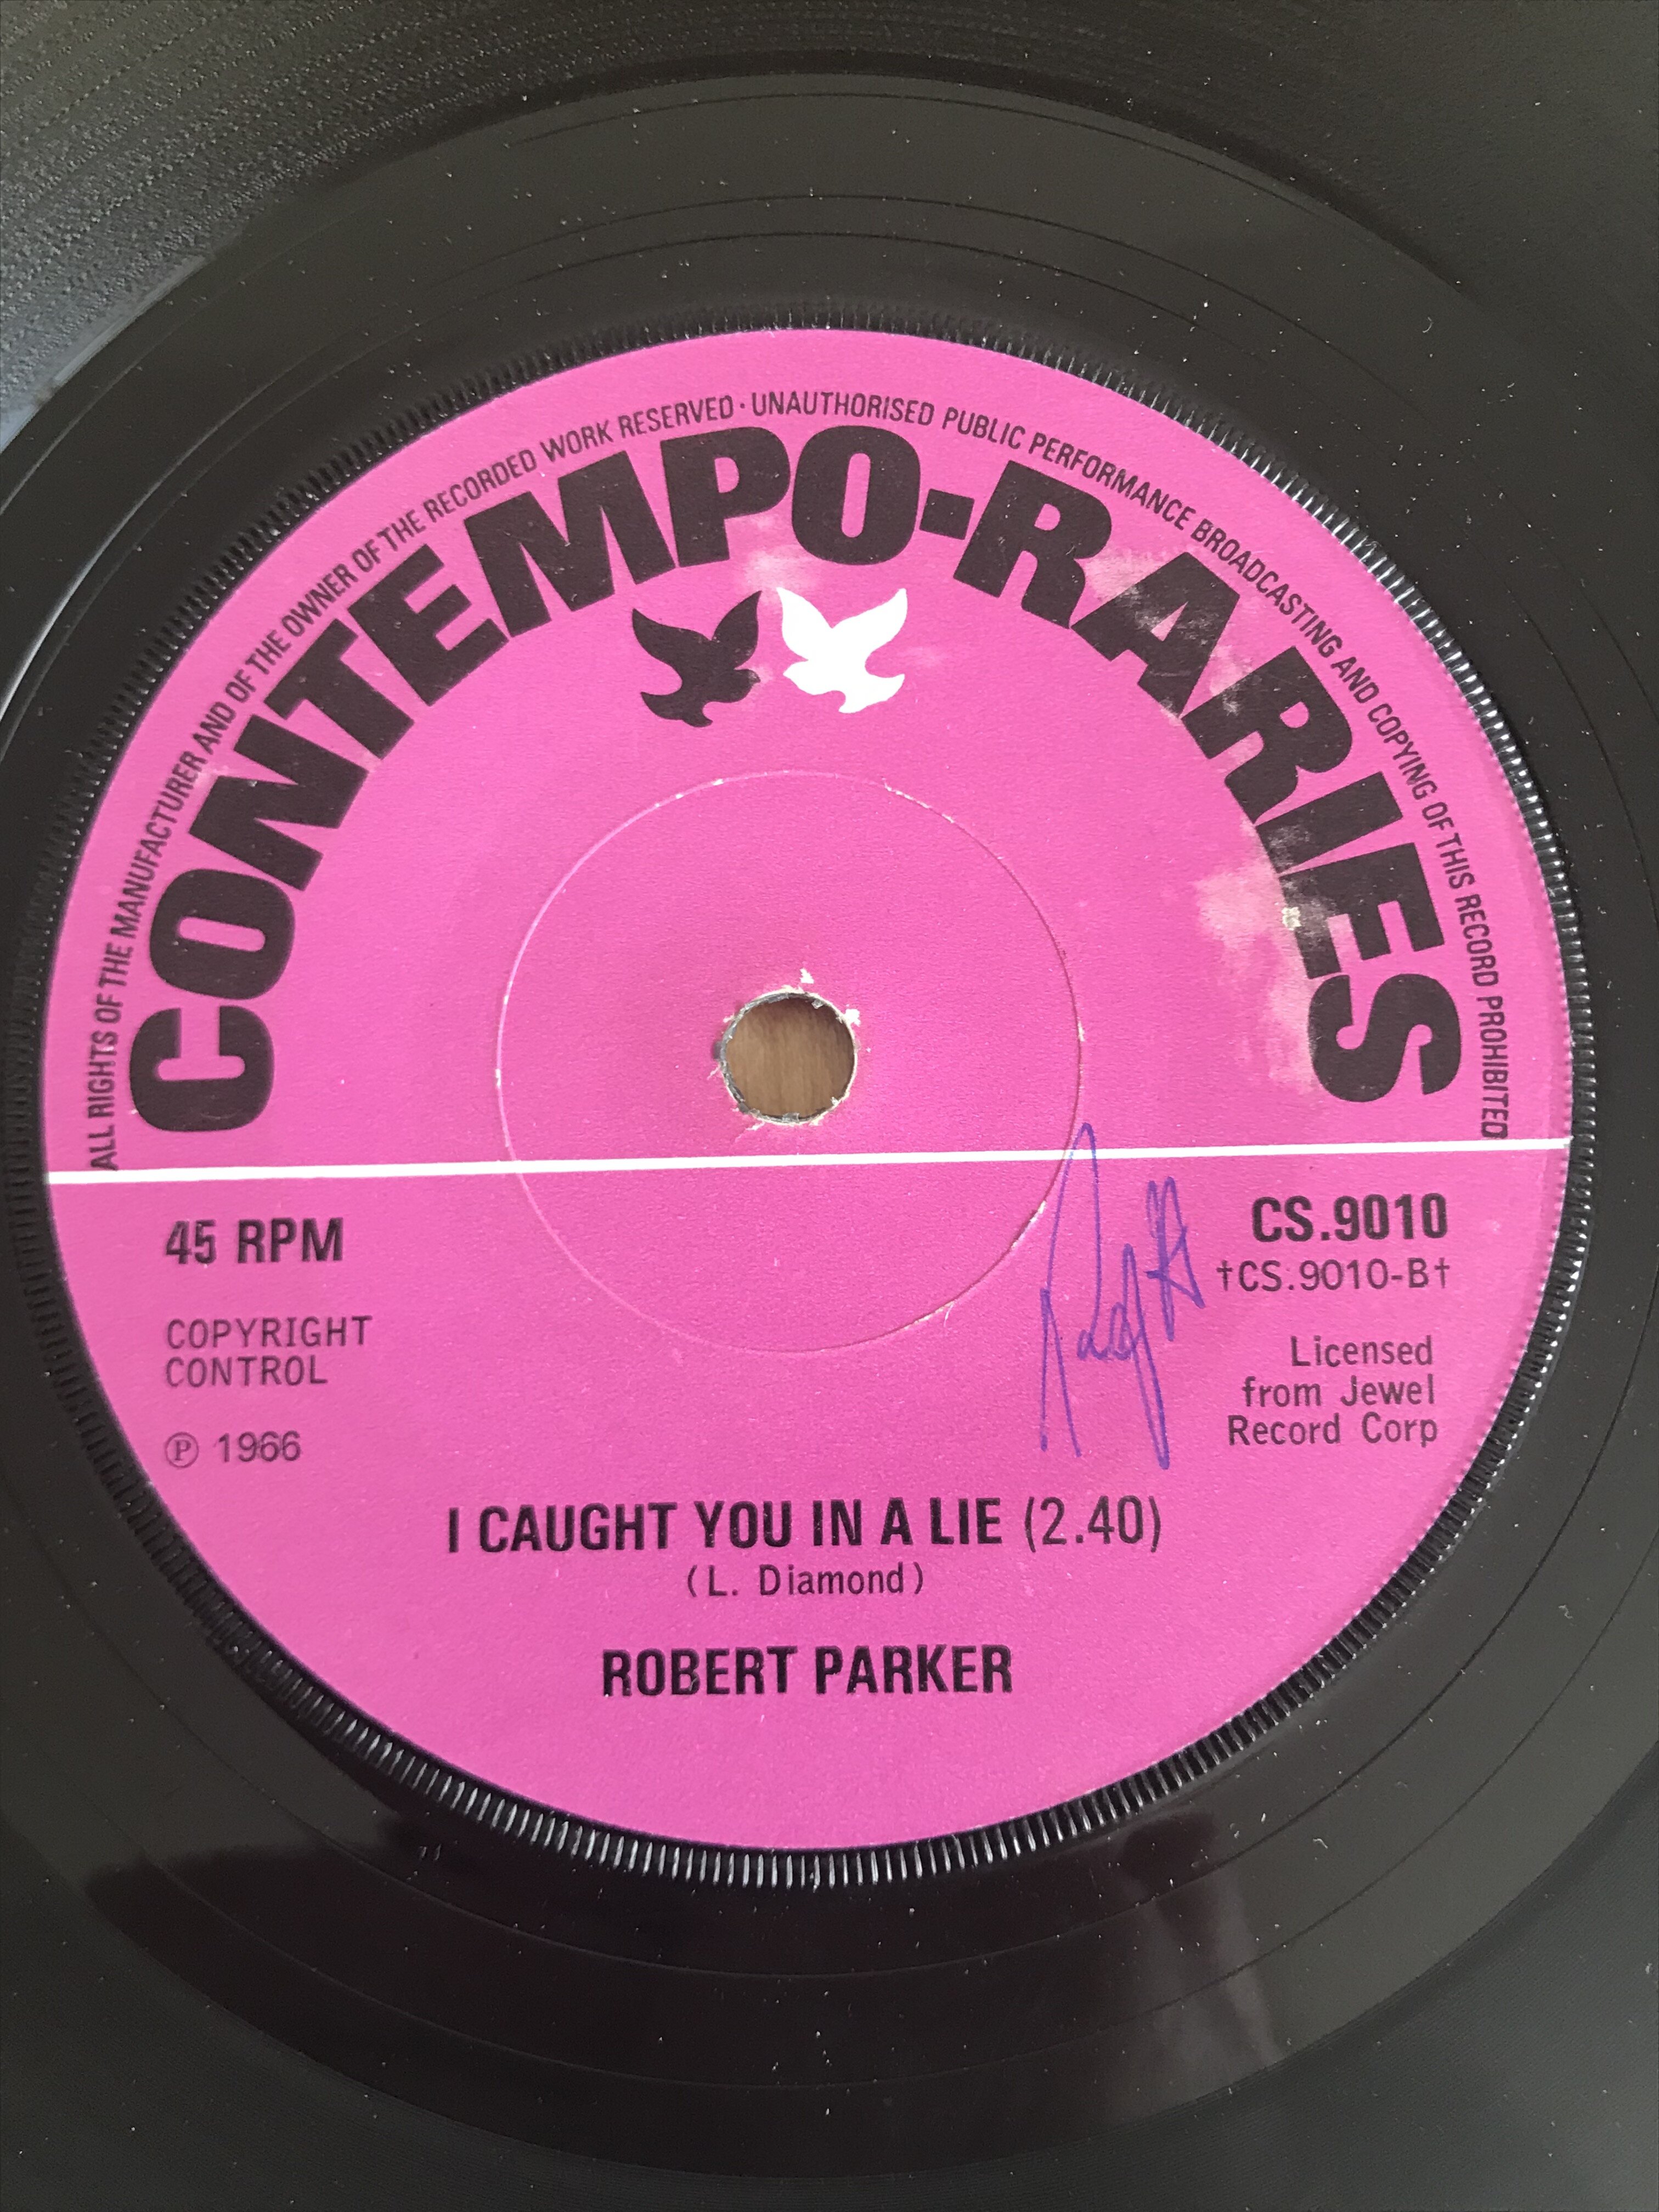 ALL RIGHTS OF THE MANUFACTURER AND OF THE OWNER OF THE RECORDED WORK RESERVED · UNAUTHORISED PUBLIC PERFORMANCE BROADCASTING AND COPYING OF THIS RECORD PROHIBITED
CONTEMPO-RARIES
45 RPM
CS.9010
†CS.9010-B†
COPYRIGHT
CONTROL
Licensed
from Jewel
Record Corp
℗ 1966
I CAUGHT YOU IN A LIE (2.40)
(L. Diamond)
ROBERT PARKER